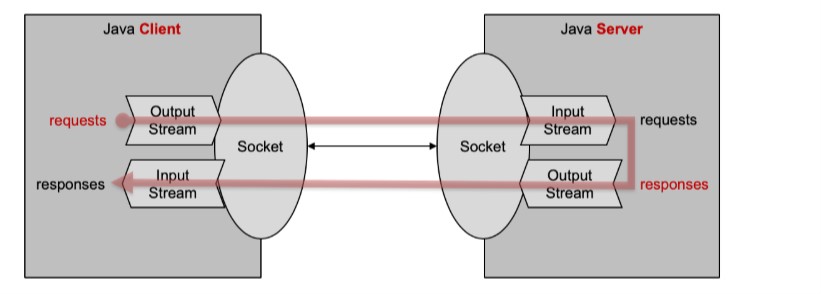 Java Client
Java Server
requests
Output
Stream
Input
Stream
requests
Socket
Socket
responses
Input
Stream
Output
Stream
responses